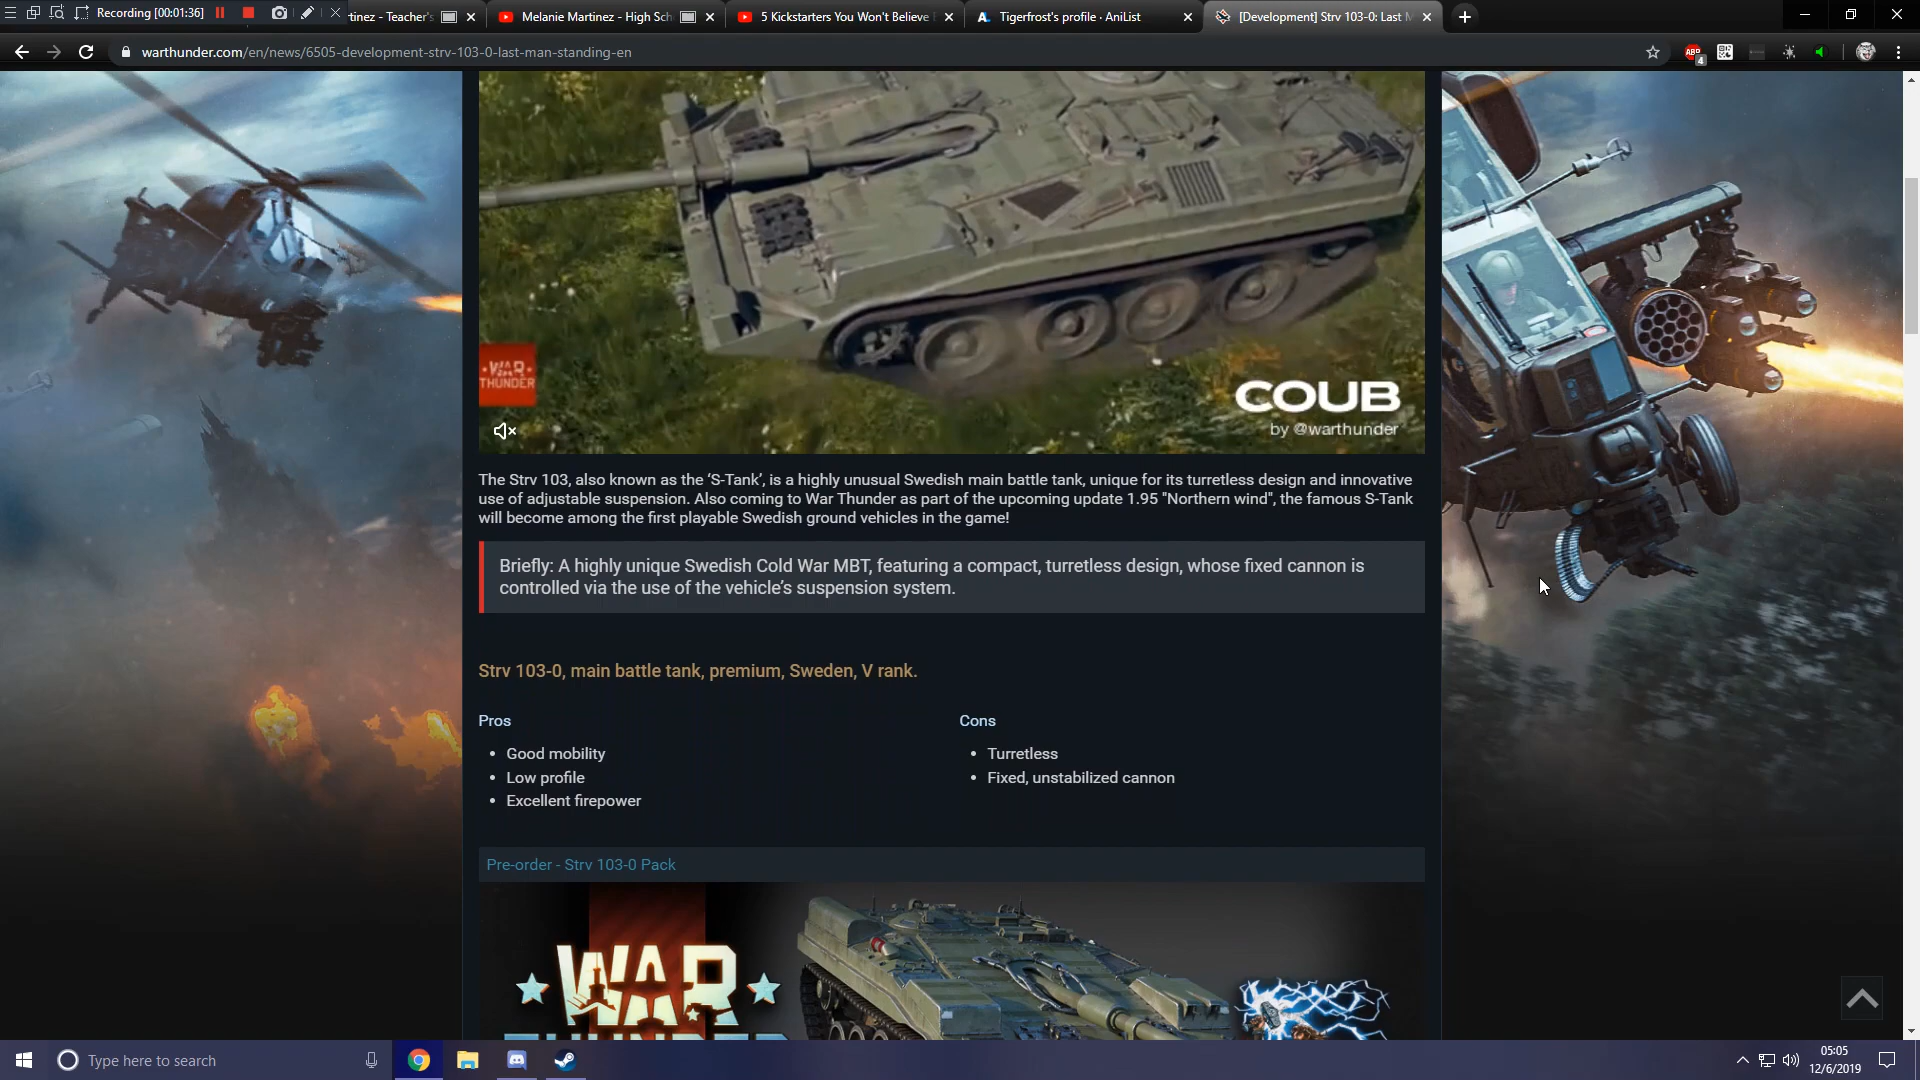 Recording [00:01:36]
tinez - Teacher's
Melanie Martinez - High Sch
5 Kickstarters You Won't Believe
Tigerfrost's profile · AniList
[Development] Strv 103-0: Last M
warthunder.com/en/news/6505-development-strv-103-0-last-man-standing-en
ABP
4
WAR
THUNDER
COUB
by @warthunder
The Strv 103, also known as the ‘S-Tank’, is a highly unusual Swedish main battle tank, unique for its turretless design and innovative
use of adjustable suspension. Also coming to War Thunder as part of the upcoming update 1.95 "Northern wind", the famous S-Tank
will become among the first playable Swedish ground vehicles in the game!
Briefly: A highly unique Swedish Cold War MBT, featuring a compact, turretless design, whose fixed cannon is
controlled via the use of the vehicle’s suspension system.
Strv 103-0, main battle tank, premium, Sweden, V rank.
Pros
Cons
• Good mobility
• Turretless
• Low profile
• Fixed, unstabilized cannon
• Excellent firepower
Pre-order - Strv 103-0 Pack
WAR
THUNDER
Type here to search
05:05
12/6/2019